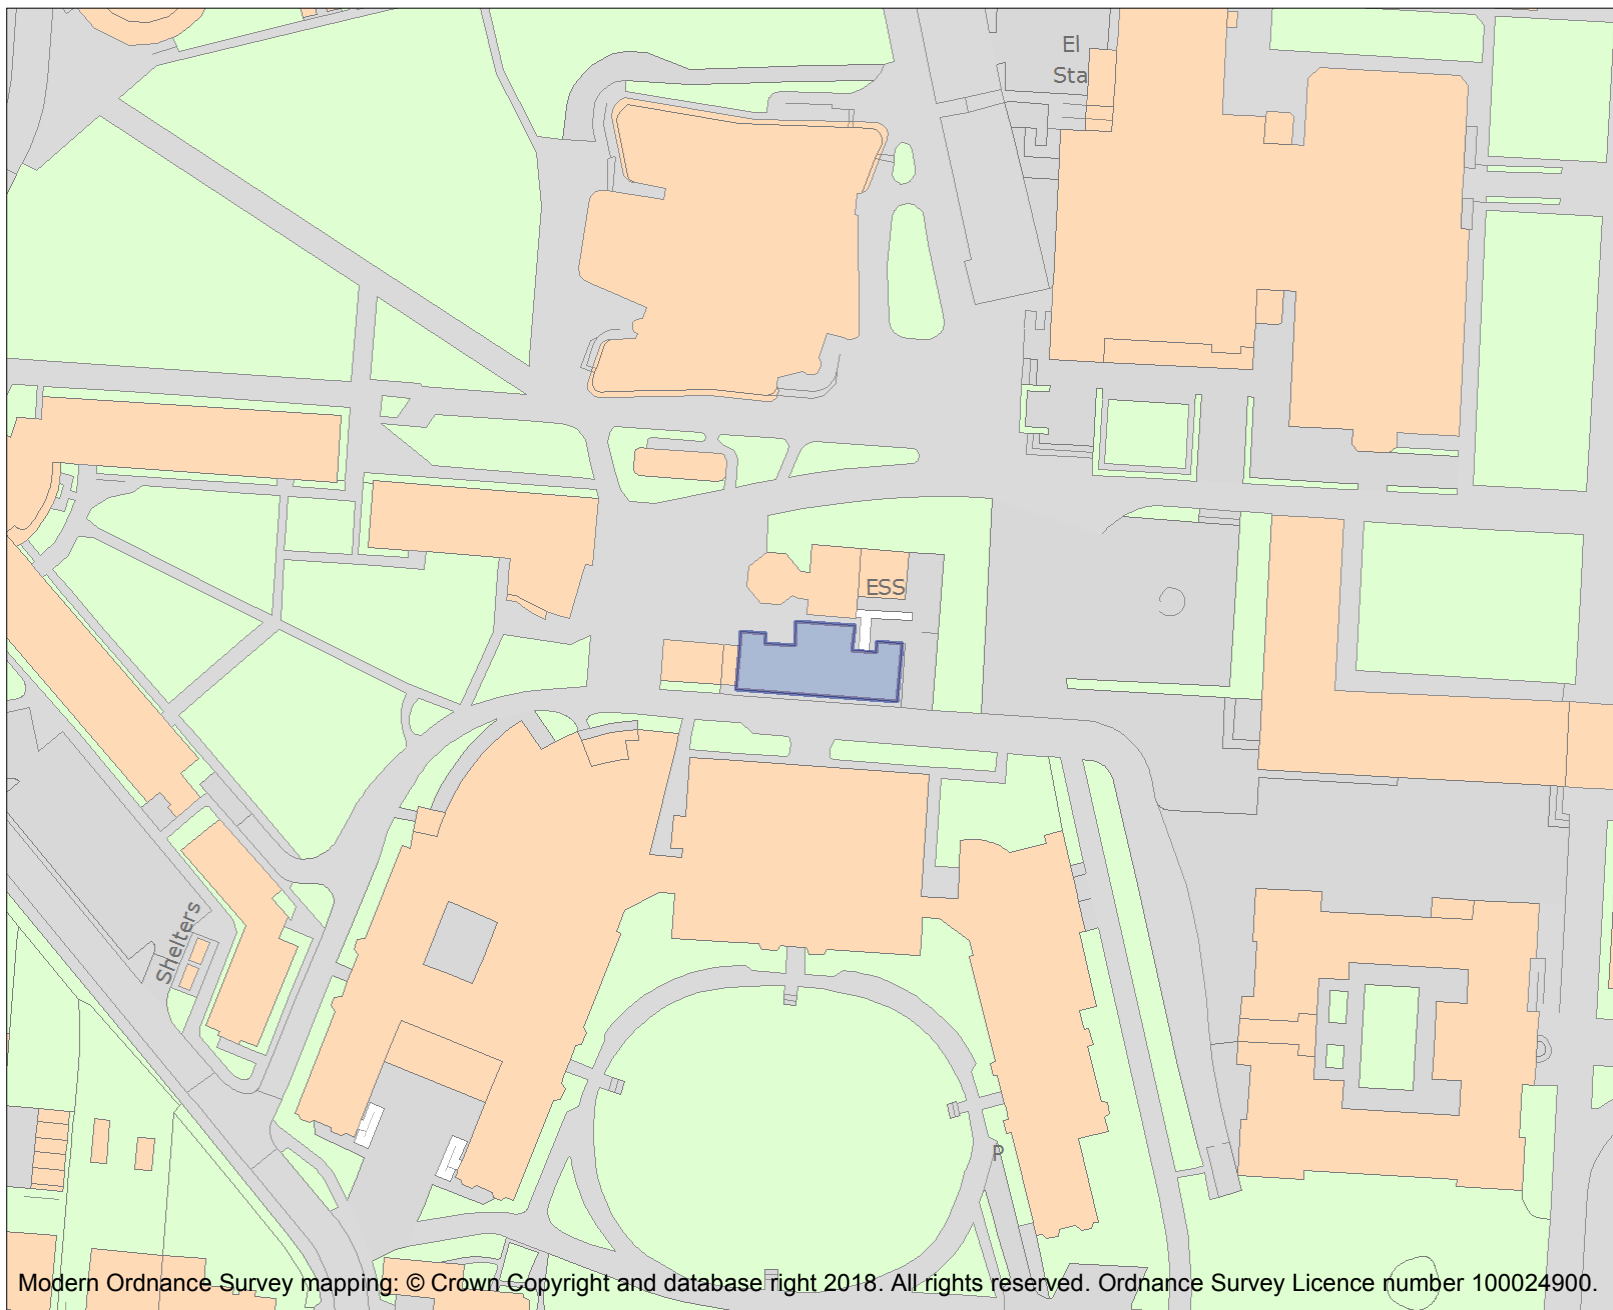 El
Sta
ESS
Shelters
P
Modern Ordnance Survey mapping: © Crown Copyright and database right 2018. All rights reserved. Ordnance Survey Licence number 100024900.